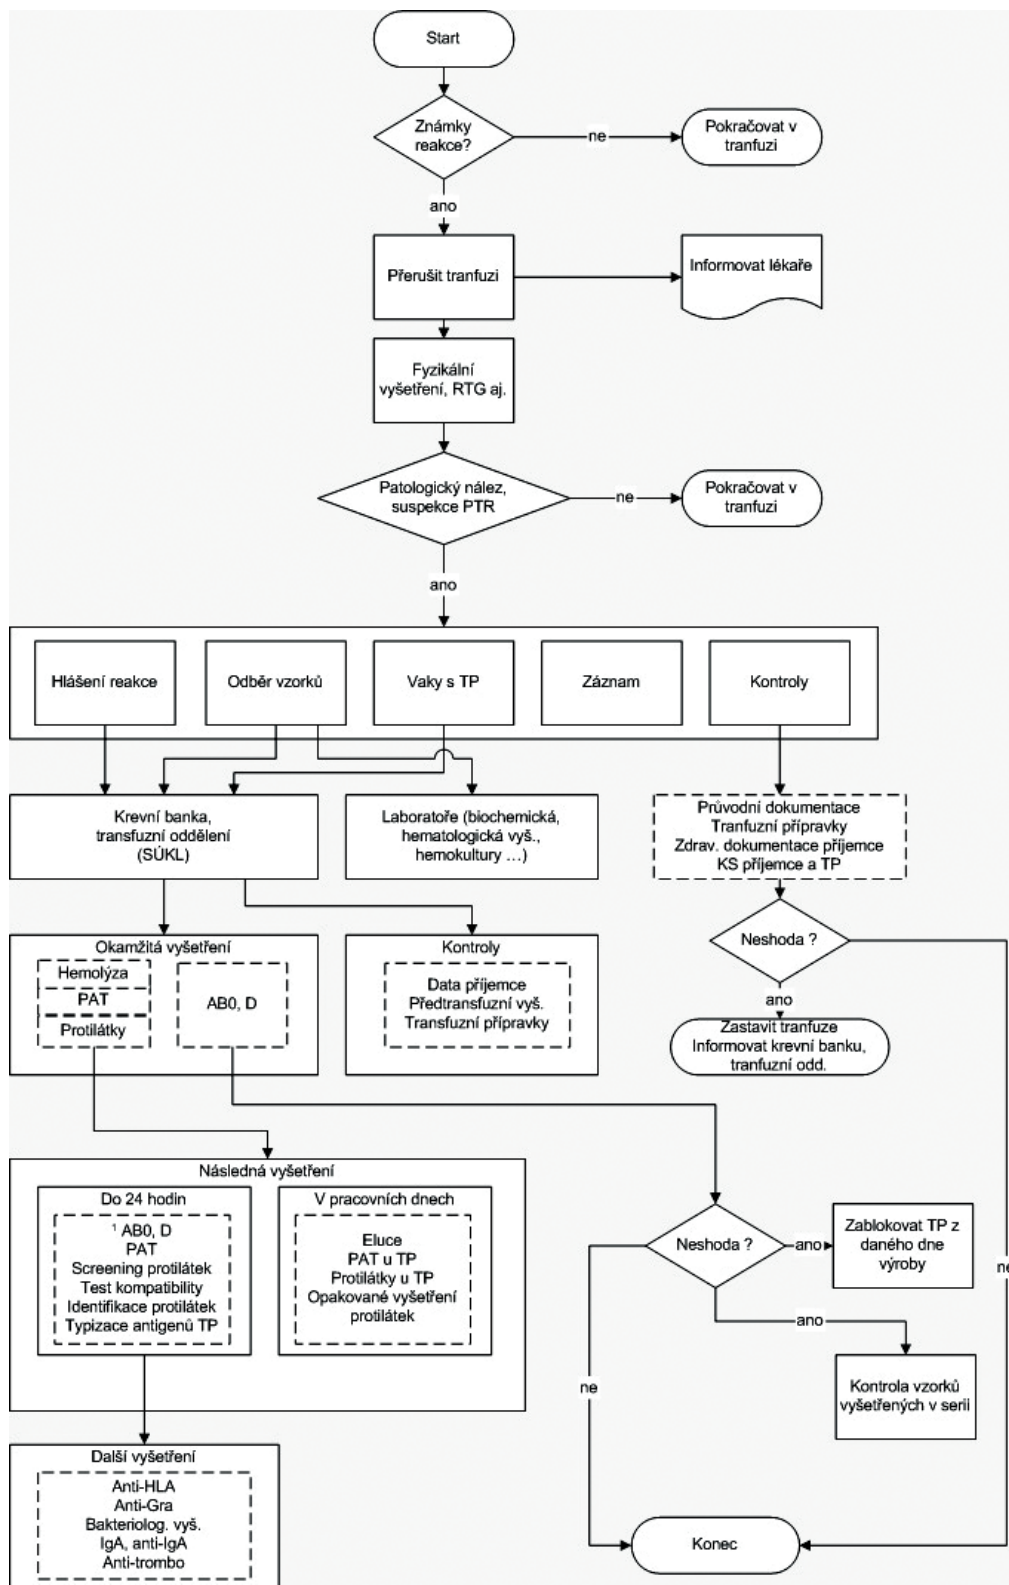 Start
Známky
reakce?
ne
Pokračovat v
tranfuzi
ano
Přerušit tranfuzi
Informovat lékaře
Fyzikální
vyšetření, RTG aj.
Patologický nález,
suspekce PTR
ne
Pokračovat v
tranfuzi
ano
Hlášení reakce
Odběr vzorků
Vaky s TP
Záznam
Kontroly
Krevní banka,
transfuzní oddělení
(SÚKL)
Laboratoře (biochemická,
hematologická vyš.,
hemokultury ...)
Průvodní dokumentace
Tranfuzní přípravky
Zdrav. dokumentace příjemce
KS příjemce a TP
Okamžitá vyšetření
Hemolýza
PAT
Protilátky
AB0, D
Kontroly
Data příjemce
Předtransfuzní vyš.
Transfuzní přípravky
Neshoda ?
ano
Zastavit tranfuze
Informovat krevní banku,
tranfuzní odd.
Následná vyšetření
Do 24 hodin
¹ AB0, D
PAT
Screening protilátek
Test kompatibility
Identifikace protilátek
Typizace antigenů TP
V pracovních dnech
Eluce
PAT u TP
Protilátky u TP
Opakované vyšetření
protilátek
Neshoda ?
ano
Zablokovat TP z
daného dne
výroby
ne
ano
Kontrola vzorků
vyšetřených v serii
ne
Další vyšetření
Anti-HLA
Anti-Gra
Bakteriolog. vyš.
IgA, anti-IgA
Anti-trombo
Konec